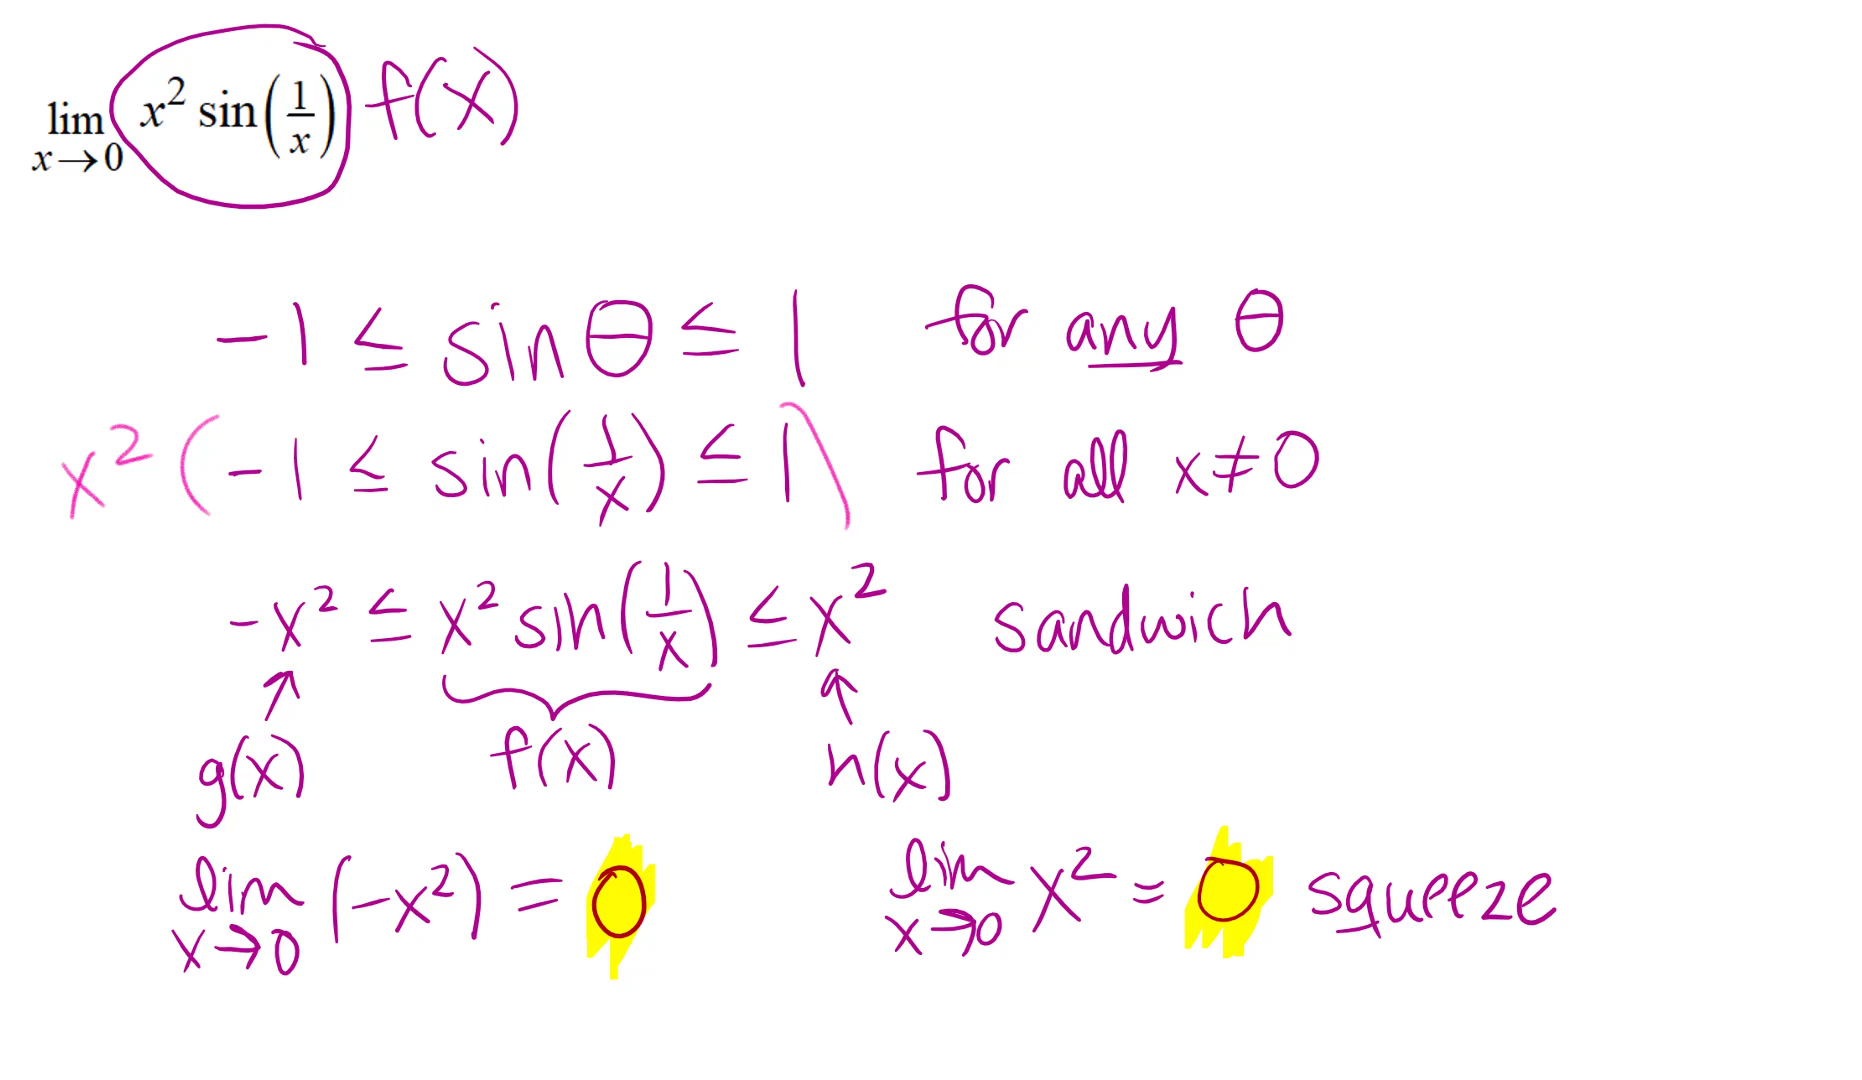 lim x→0 x² sin(1/x) f(x)
-1 ≤ sin θ ≤ 1 for any θ
x² (-1 ≤ sin(1/x) ≤ 1) for all x≠0
-x² ≤ x² sin(1/x) ≤ x² sandwich
g(x) f(x) h(x)
lim x→0 (-x²) = 0 lim x→0 x² = 0 squeeze